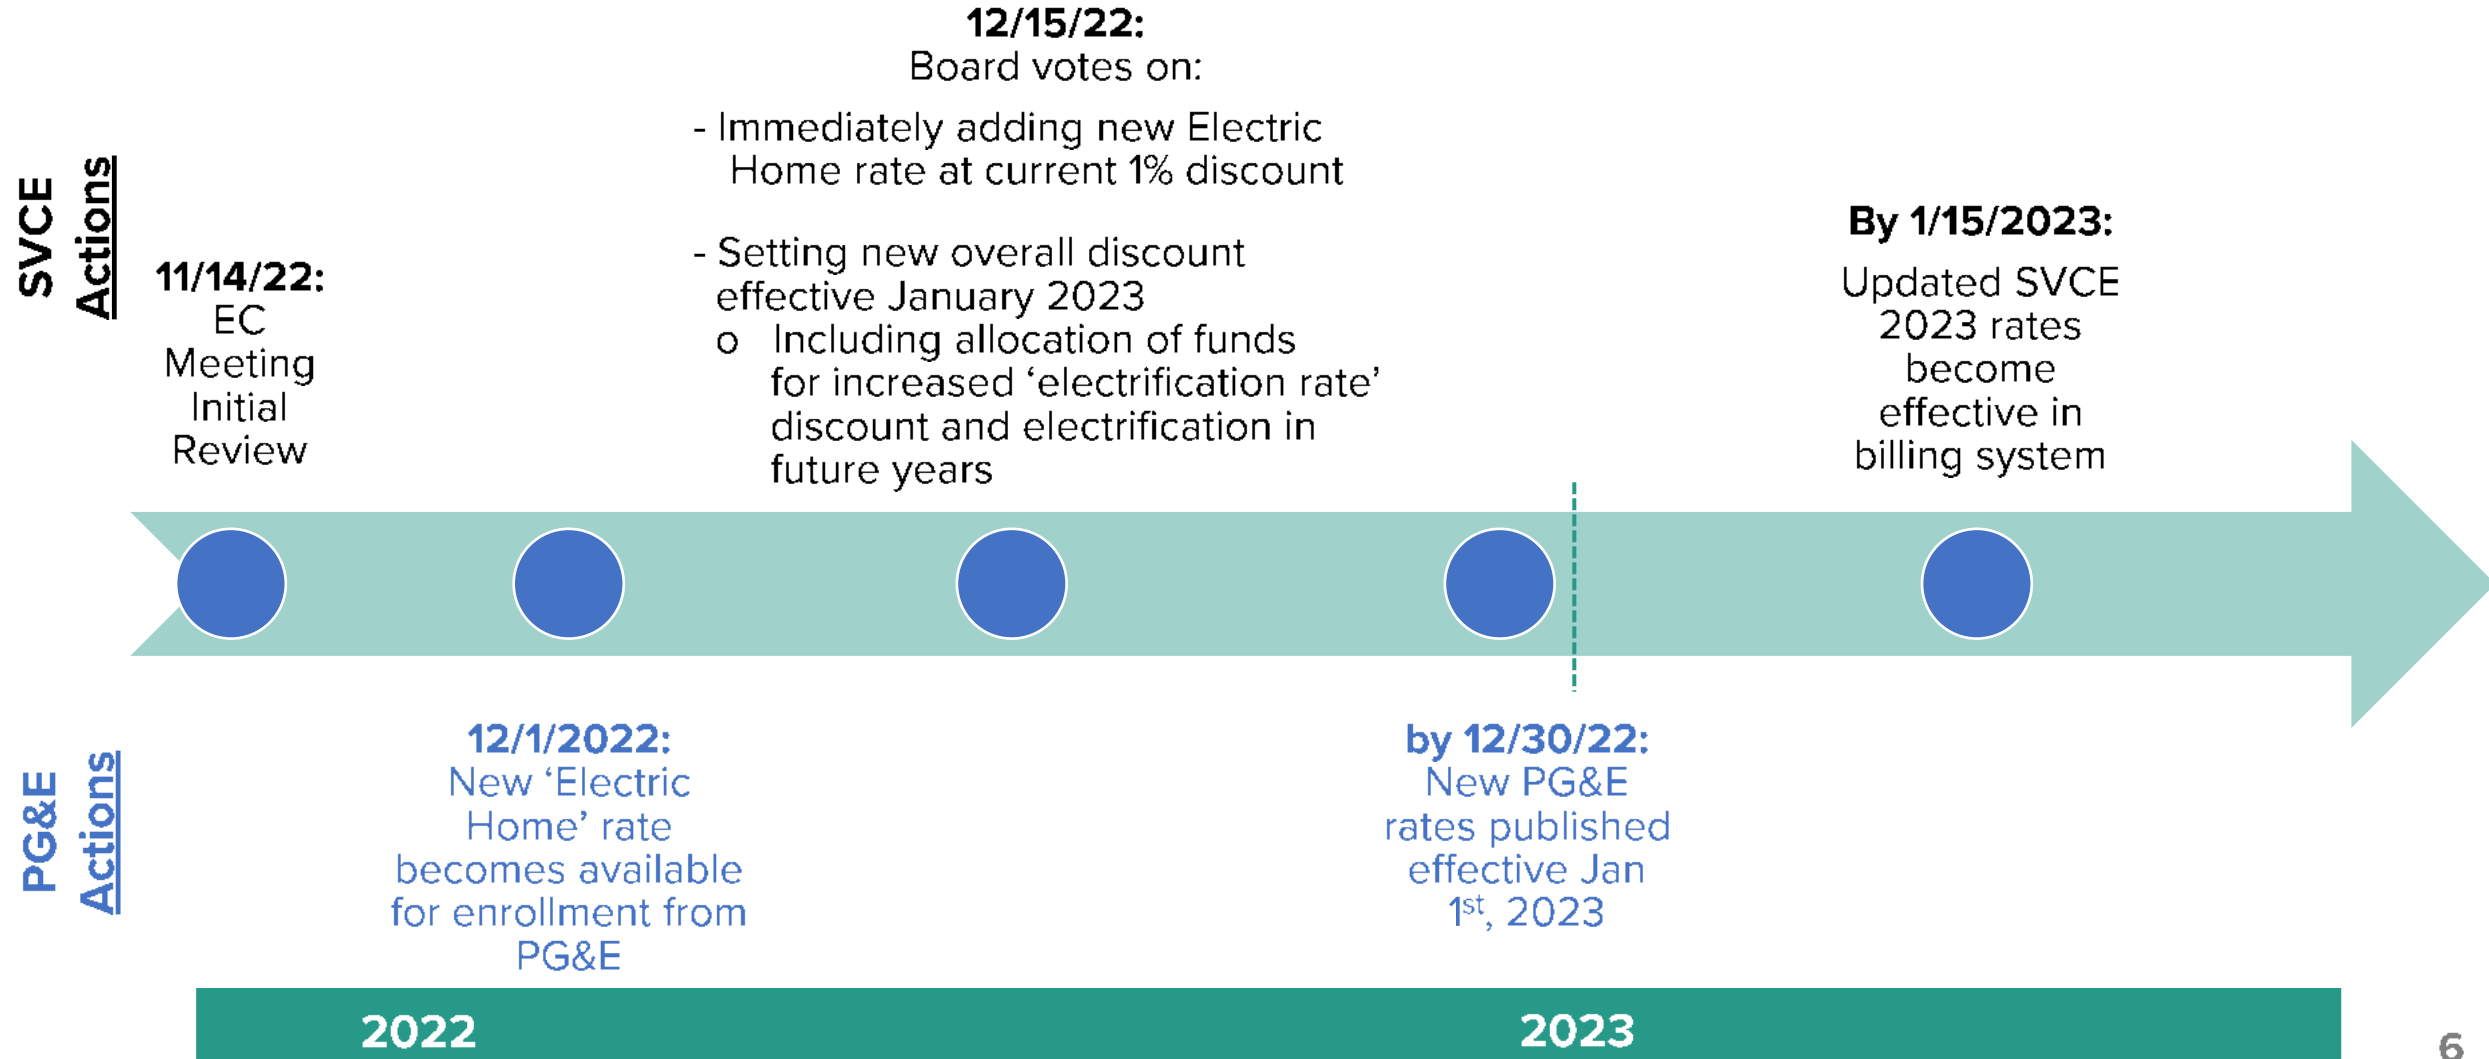 SVCE
Actions
11/14/22:
EC
Meeting
Initial
Review
12/15/22:
Board votes on:
- Immediately adding new Electric
Home rate at current 1% discount
- Setting new overall discount
effective January 2023
o Including allocation of funds
for increased ‘electrification rate’
discount and electrification in
future years
By 1/15/2023:
Updated SVCE
2023 rates
become
effective in
billing system
PG&E
Actions
12/1/2022:
New ‘Electric
Home’ rate
becomes available
for enrollment from
PG&E
by 12/30/22:
New PG&E
rates published
effective Jan
1st, 2023
2022
2023
6